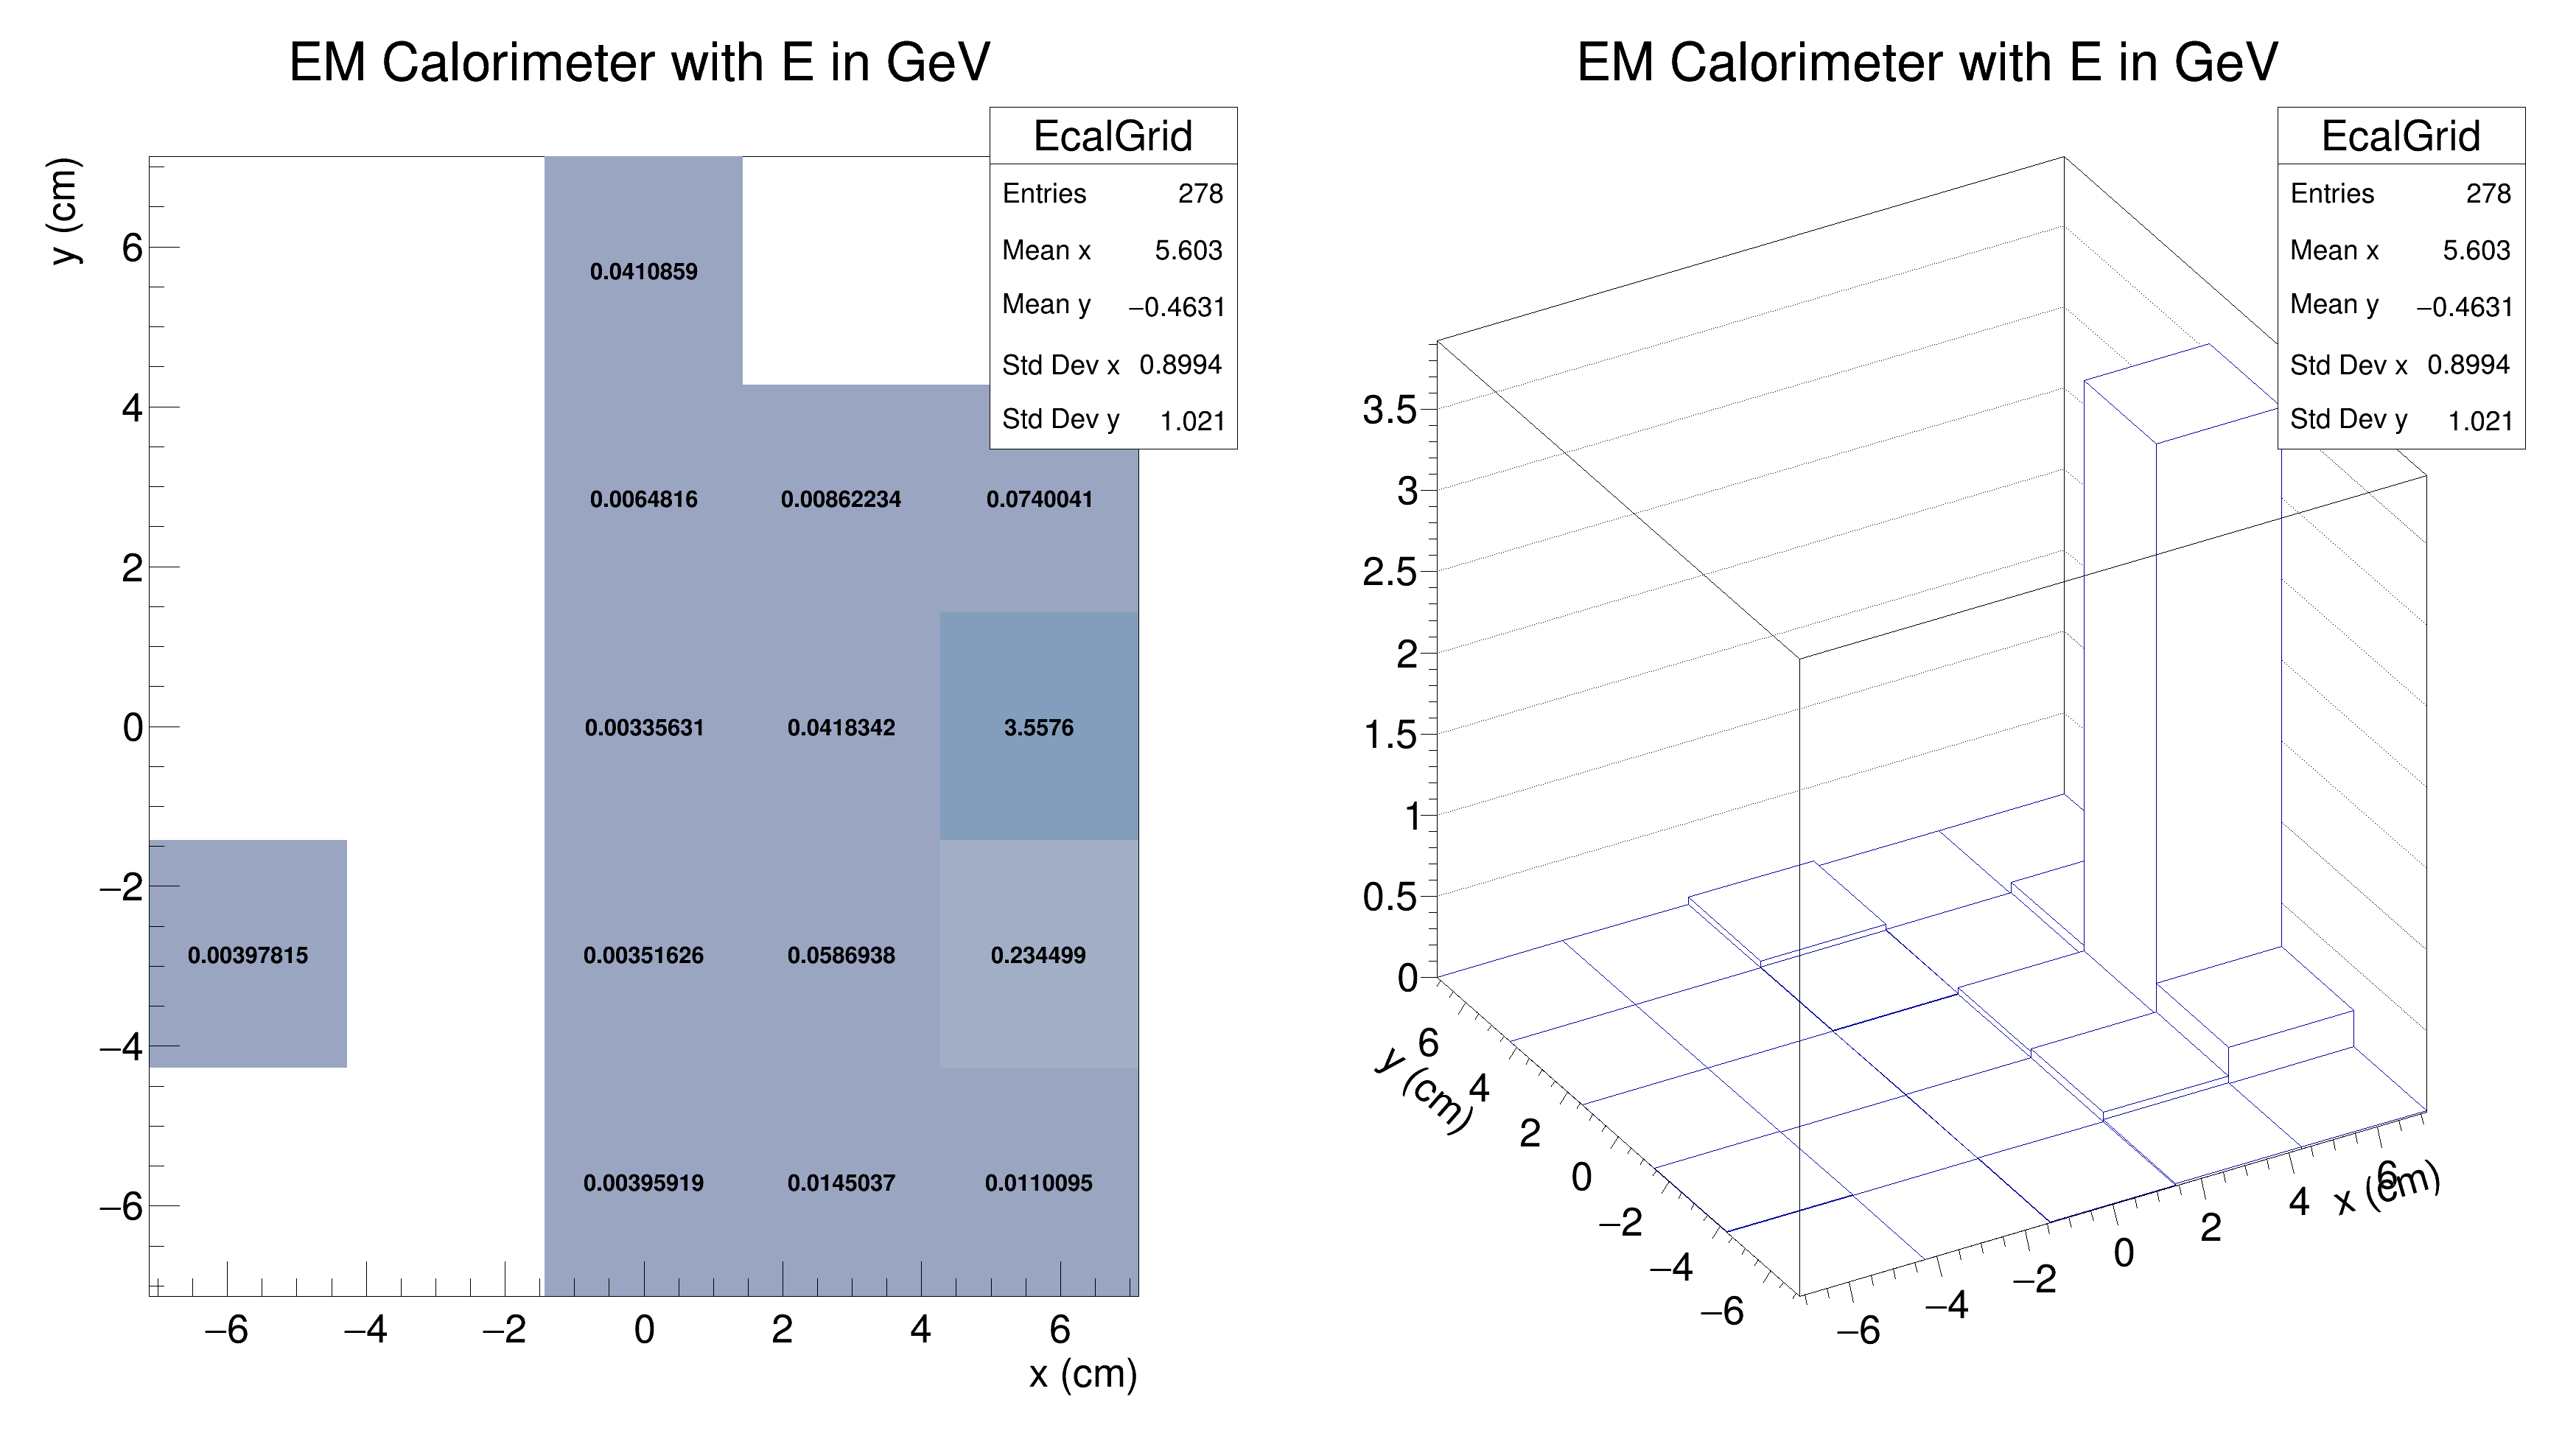 EM Calorimeter with E in GeV
EcalGrid
Entries 278
Mean x 5.603
Mean y −0.4631
Std Dev x 0.8994
Std Dev y 1.021
y (cm)
6
4
2
0
−2
−4
−6
0.0410859
0.0064816 0.00862234 0.0740041
0.00335631 0.0418342 3.5576
0.00397815 0.00351626 0.0586938 0.234499
0.00395919 0.0145037 0.0110095
−6 −4 −2 0 2 4 6
x (cm)
EM Calorimeter with E in GeV
EcalGrid
Entries 278
Mean x 5.603
Mean y −0.4631
Std Dev x 0.8994
Std Dev y 1.021
3.5
3
2.5
2
1.5
1
0.5
0
6
4
2
0
−2
−4
−6
y (cm)
−6 −4 −2 0 2 4 6
x (cm)